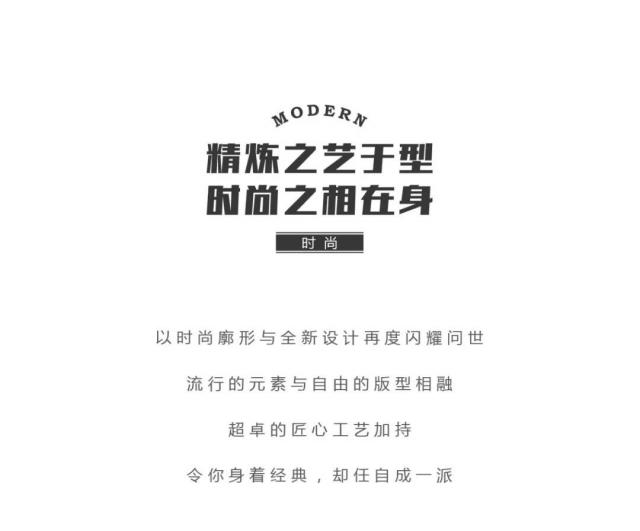 MODERN
精炼之艺于型
时尚之相在身
时尚
以时尚廓形与全新设计再度闪耀问世
流行的元素与自由的版型相融
超卓的匠心工艺加持
令你身着经典，却任自成一派